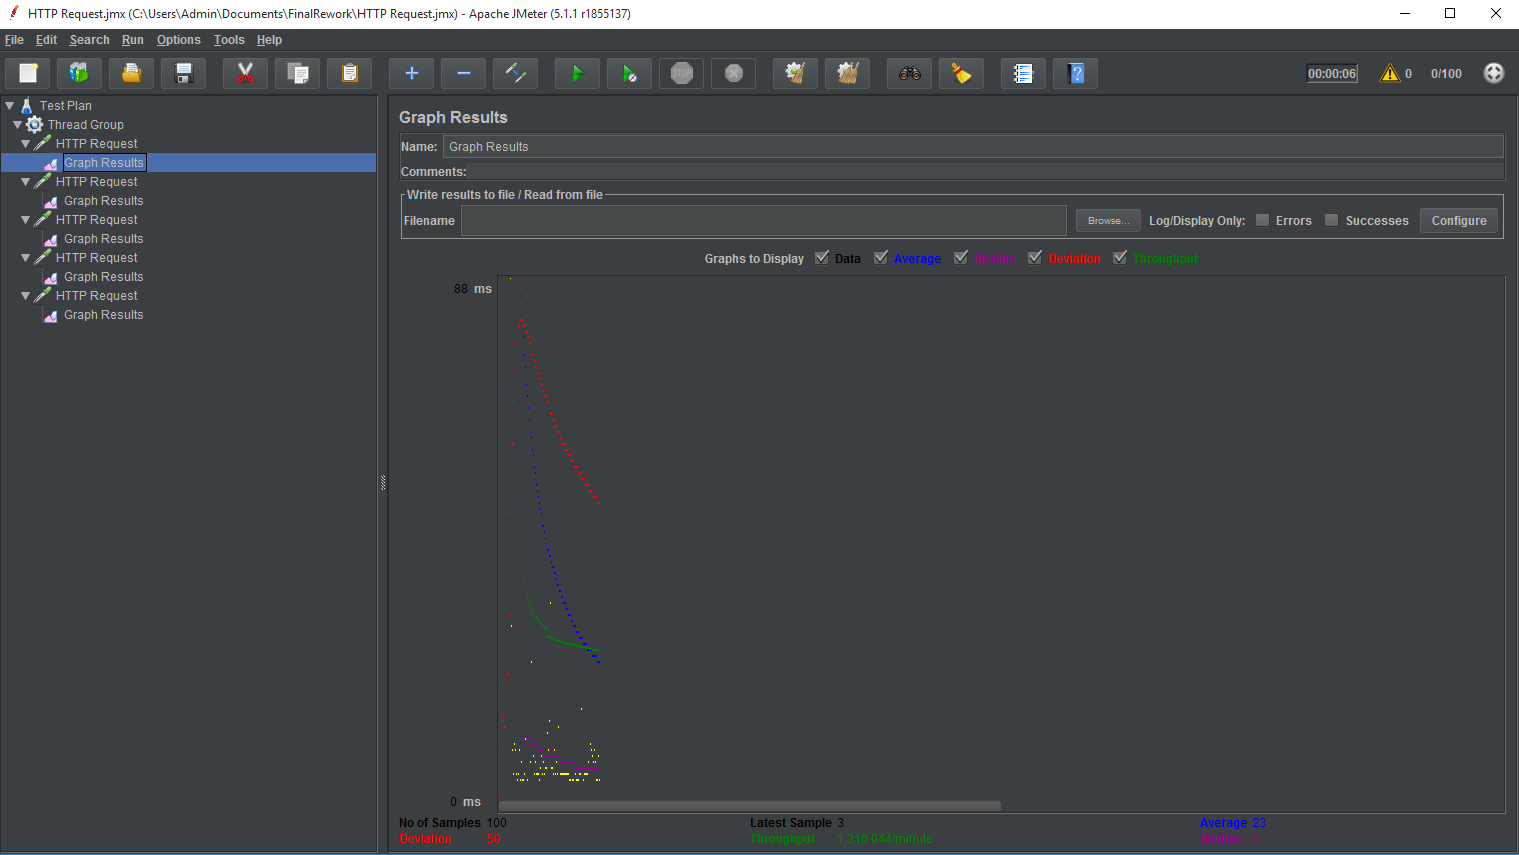 HTTP Request.jmx (C:\Users\Admin\Documents\FinalRework\HTTP Request.jmx) - Apache JMeter (5.1.1 r1855137)
File Edit Search Run Options Tools Help
STOP 00:00:06 0 0/100
Test Plan
Thread Group
HTTP Request
Graph Results
HTTP Request
Graph Results
HTTP Request
Graph Results
HTTP Request
Graph Results
HTTP Request
Graph Results
Graph Results
Name: Graph Results
Comments:
Write results to file / Read from file
Filename Browse... Log/Display Only: Errors Successes Configure
Graphs to Display Data Average Median Deviation Throughput
88 ms
0 ms
No of Samples 100 Latest Sample 3 Average 23
Deviation 50 Throughput 1,310.044/minute Median